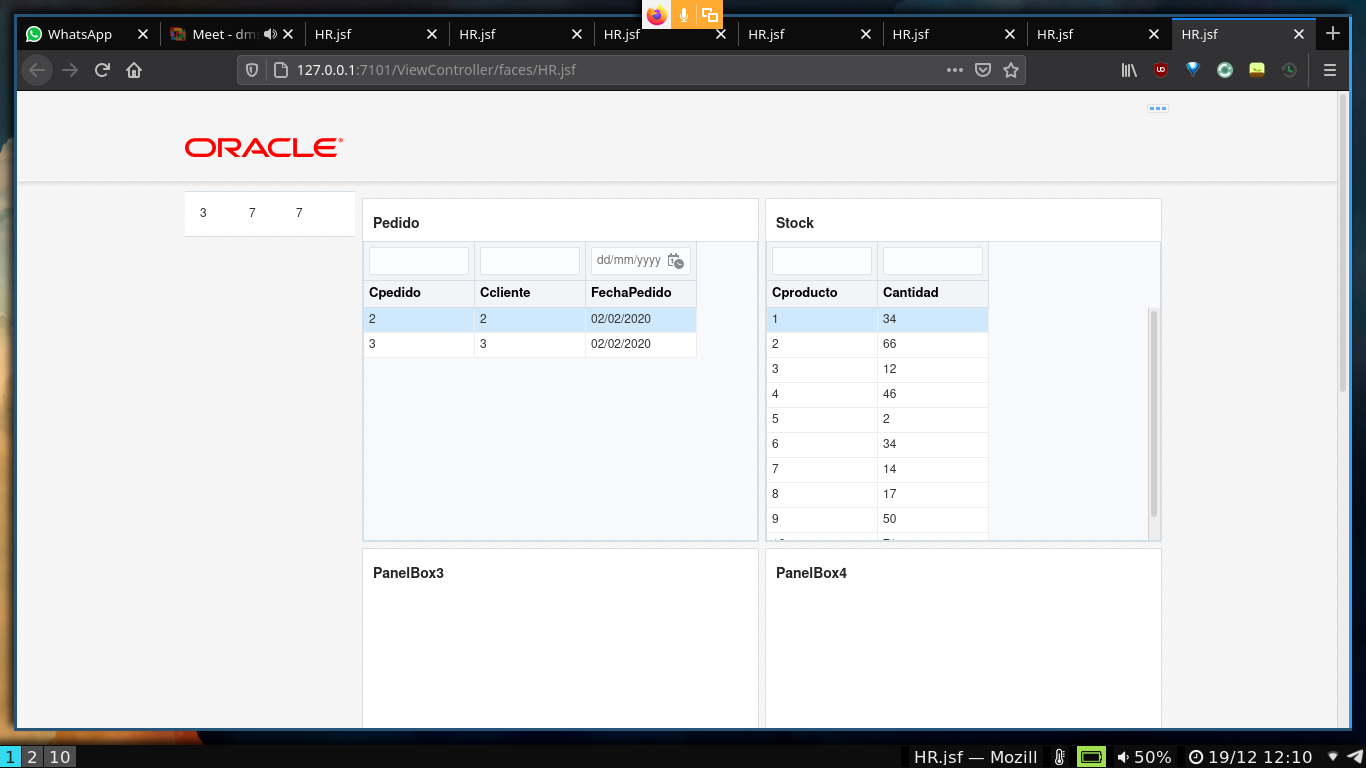 WhatsApp Meet - dm HR.jsf HR.jsf HR.jsf HR.jsf HR.jsf HR.jsf HR.jsf
127.0.0.1:7101/ViewController/faces/HR.jsf
ORACLE
3 7 7
Pedido
dd/mm/yyyy
Cpedido Ccliente FechaPedido
2 2 02/02/2020
3 3 02/02/2020
Stock
Cproducto Cantidad
1 34
2 66
3 12
4 46
5 2
6 34
7 14
8 17
9 50
PanelBox3
PanelBox4
1 2 10 HR.jsf — Mozill 50% 19/12 12:10